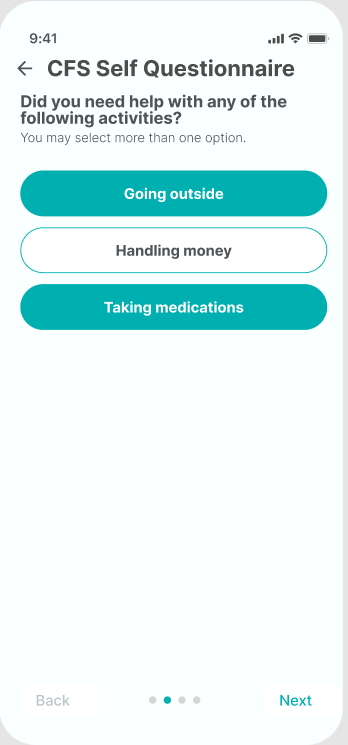 9:41
CFS Self Questionnaire
Did you need help with any of the
following activities?
You may select more than one option.
Going outside
Handling money
Taking medications
Back
Next